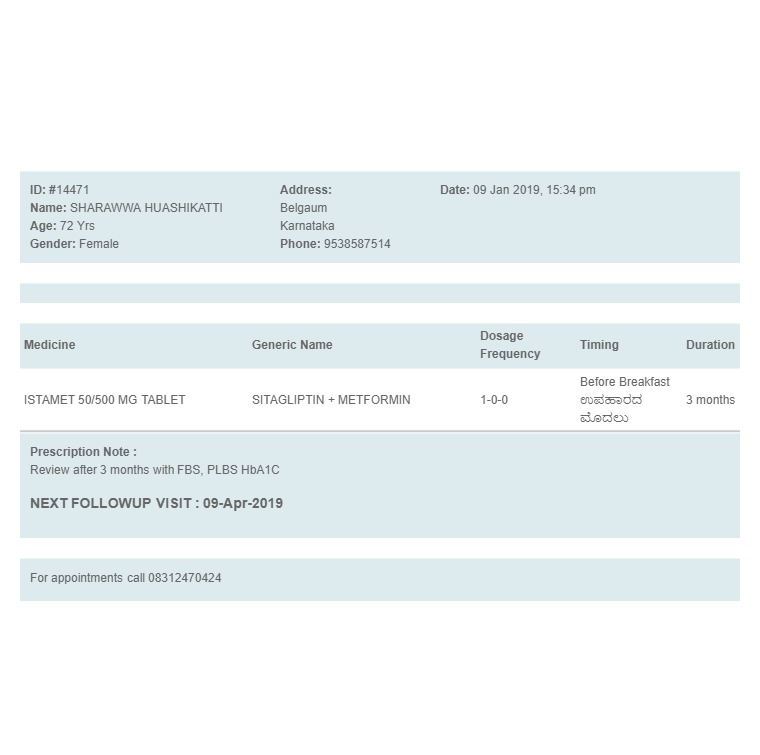 ID: #14471
Name: SHARAWWA HUASHIKATTI
Age: 72 Yrs
Gender: Female
Address:
Belgaum
Karnataka
Phone: 9538587514
Date: 09 Jan 2019, 15:34 pm
Medicine Generic Name Dosage Frequency Timing Duration
ISTAMET 50/500 MG TABLET SITAGLIPTIN + METFORMIN 1-0-0 Before Breakfast ಉಪಹಾರದ ಮೊದಲು 3 months
Prescription Note :
Review after 3 months with FBS, PLBS HbA1C
NEXT FOLLOWUP VISIT : 09-Apr-2019
For appointments call 08312470424